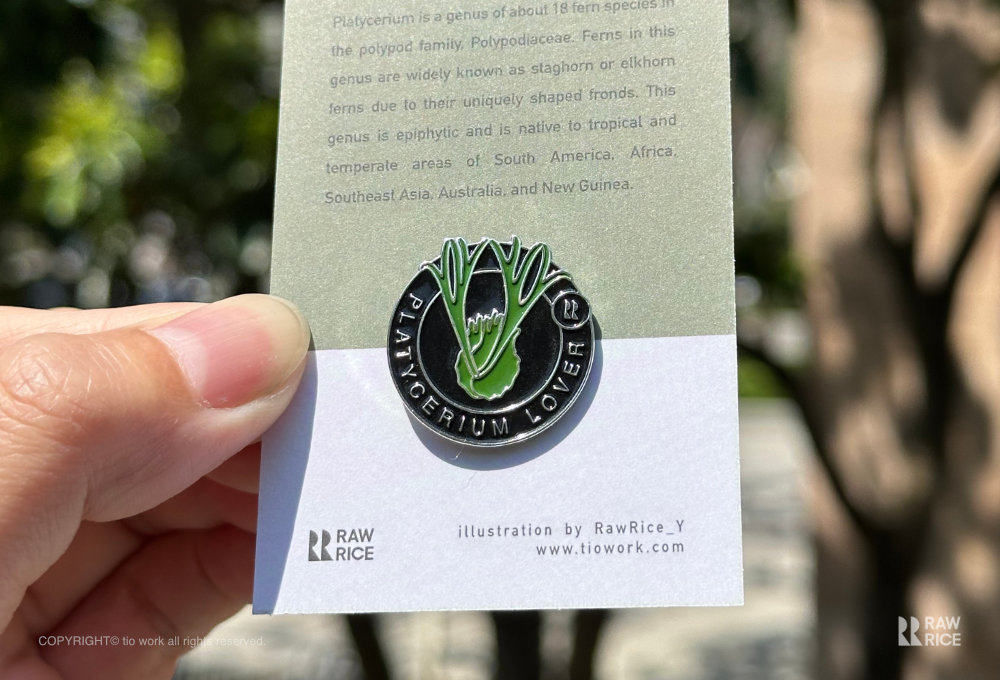 Platycerium is a genus of about 18 fern species in
the polypod family, Polypodiaceae. Ferns in this
genus are widely known as staghorn or elkhorn
ferns due to their uniquely shaped fronds. This
genus is epiphytic and is native to tropical and
temperate areas of South America, Africa,
Southeast Asia, Australia, and New Guinea.
PLATYCERIUM LOVER
RAW
RICE
illustration by RawRice_Y
www.tiowork.com
COPYRIGHT© tio work all rights reserved.
RAW
RICE